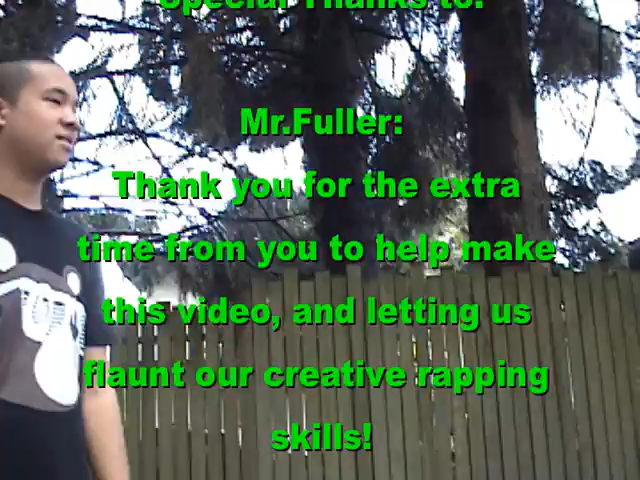 Special Thanks to:
Mr.Fuller:
Thank you for the extra
time from you to help make
this video, and letting us
flaunt our creative rapping
skills!